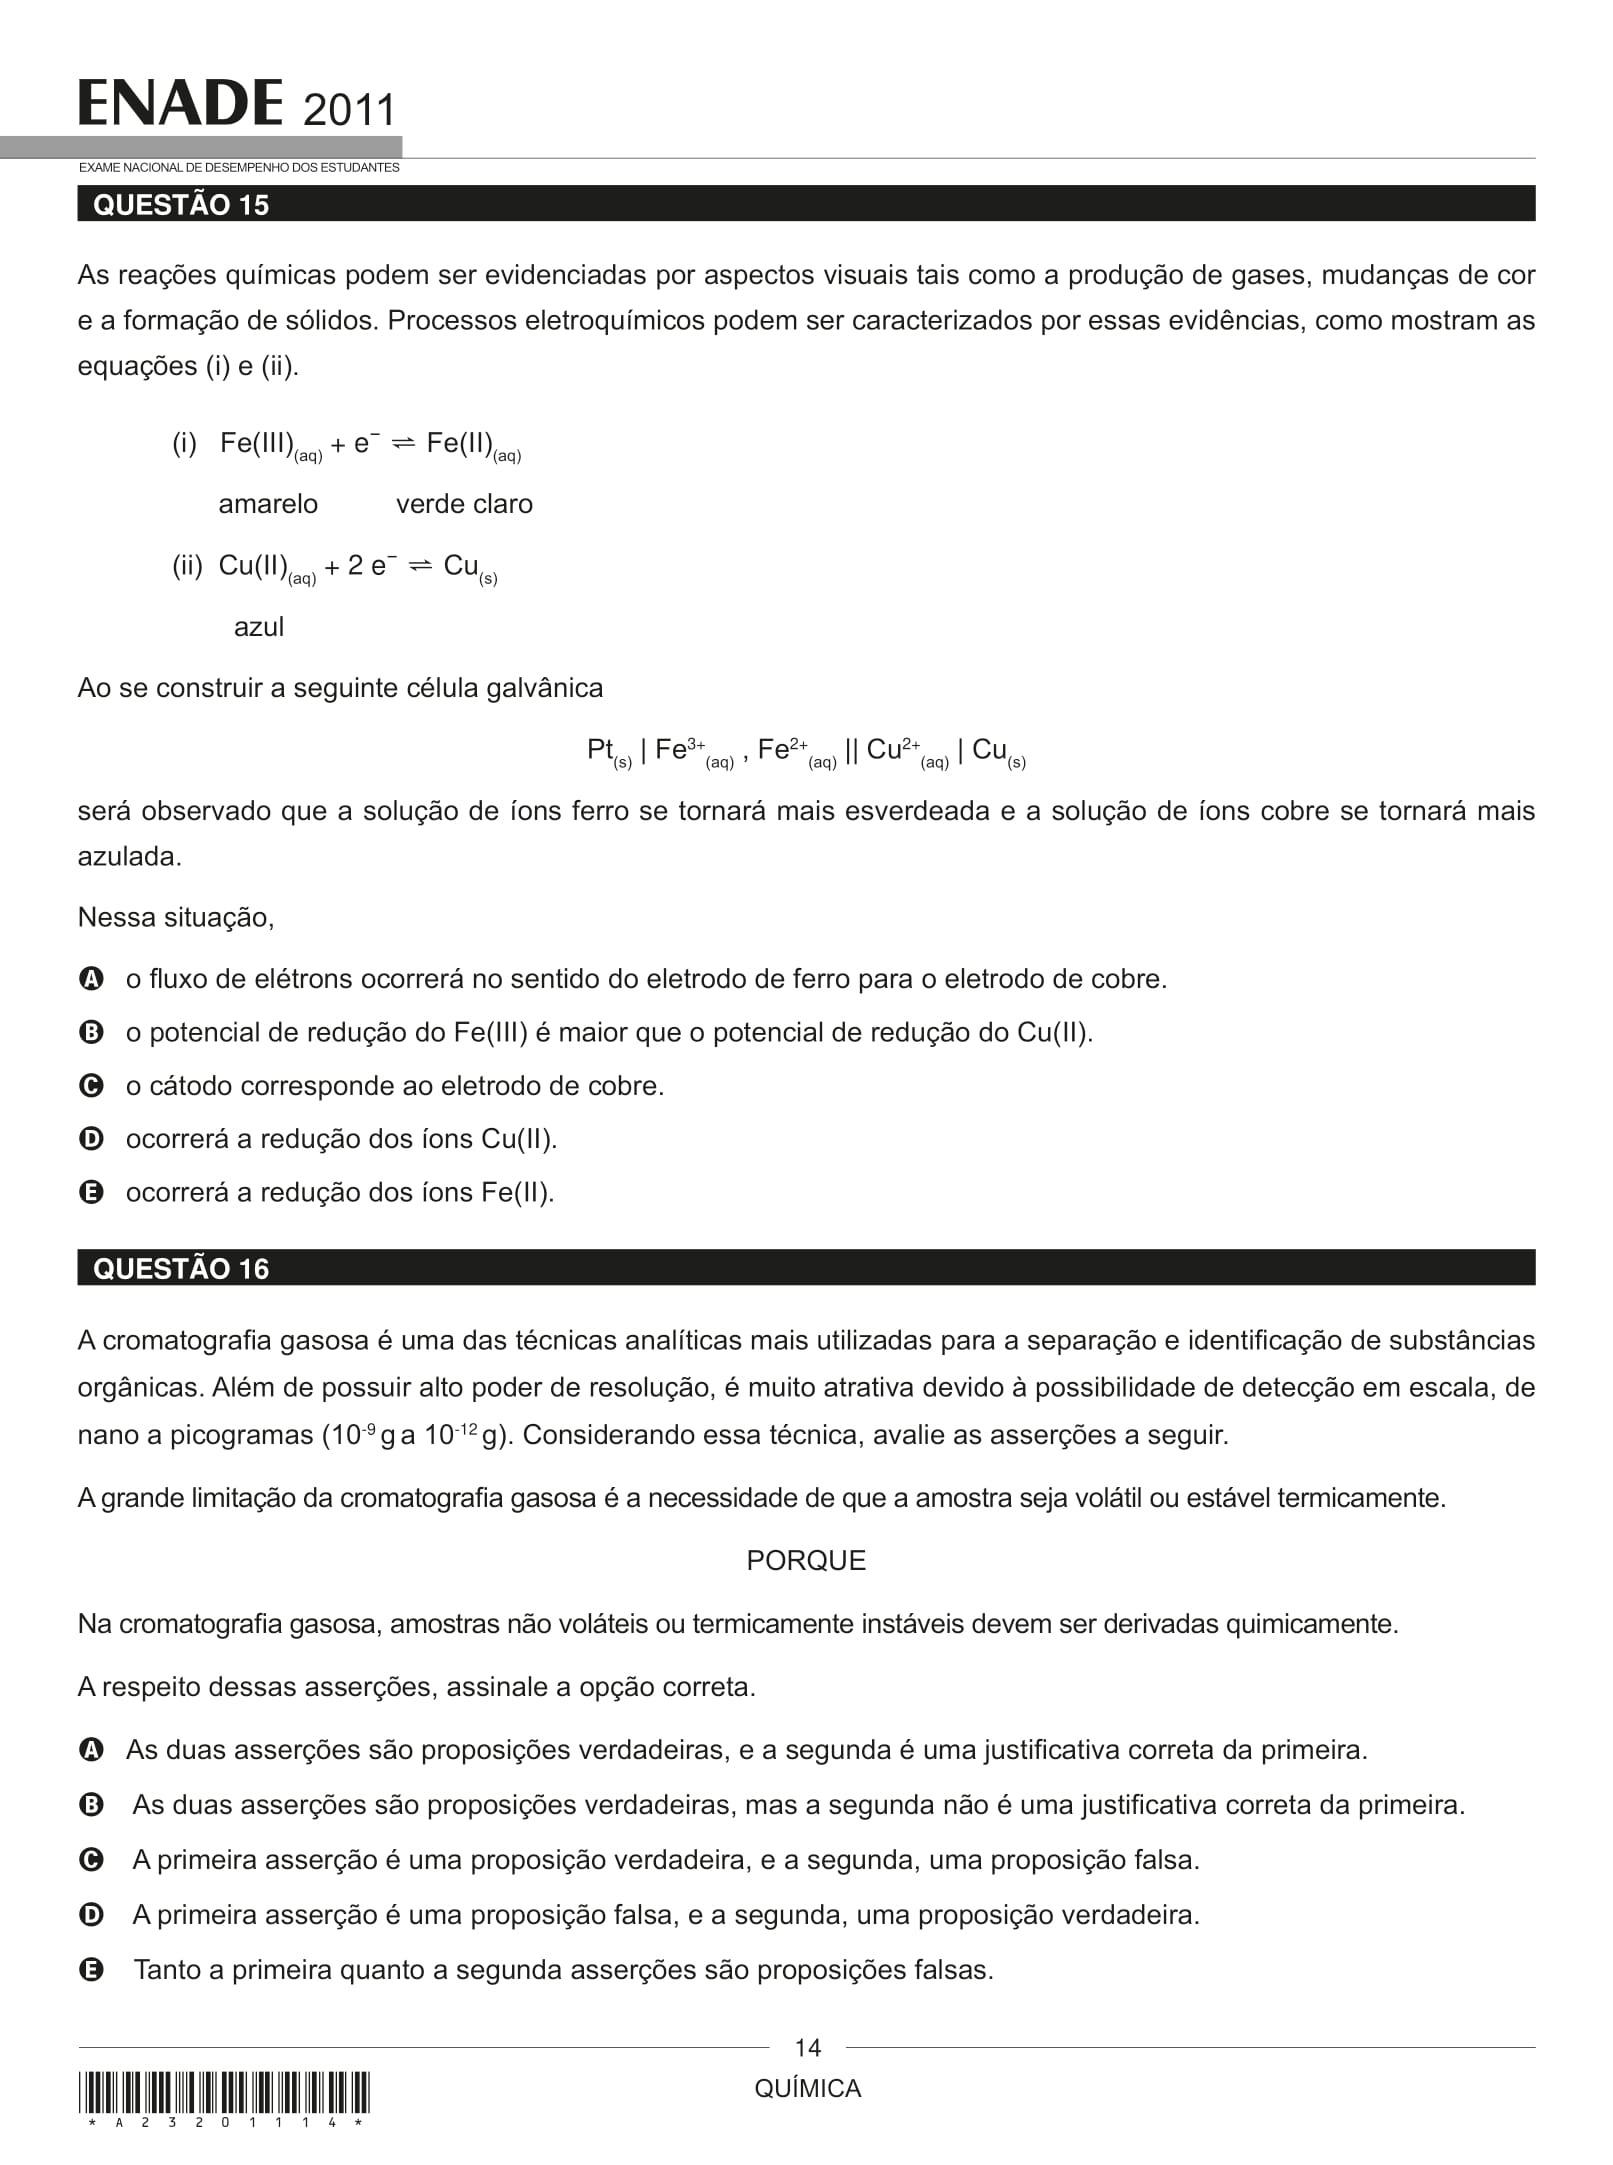 ENADE 2011
EXAME NACIONAL DE DESEMPENHO DOS ESTUDANTES
QUESTÃO 15
As reações químicas podem ser evidenciadas por aspectos visuais tais como a produção de gases, mudanças de cor
e a formação de sólidos. Processos eletroquímicos podem ser caracterizados por essas evidências, como mostram as
equações (i) e (ii).
(i) Fe(III)(aq) + e⁻ ⇌ Fe(II)(aq)
amarelo verde claro
(ii) Cu(II)(aq) + 2 e⁻ ⇌ Cu(s)
azul
Ao se construir a seguinte célula galvânica
Pt(s) | Fe³⁺(aq) , Fe²⁺(aq) || Cu²⁺(aq) | Cu(s)
será observado que a solução de íons ferro se tornará mais esverdeada e a solução de íons cobre se tornará mais
azulada.
Nessa situação,
A o fluxo de elétrons ocorrerá no sentido do eletrodo de ferro para o eletrodo de cobre.
B o potencial de redução do Fe(III) é maior que o potencial de redução do Cu(II).
C o cátodo corresponde ao eletrodo de cobre.
D ocorrerá a redução dos íons Cu(II).
E ocorrerá a redução dos íons Fe(II).
QUESTÃO 16
A cromatografia gasosa é uma das técnicas analíticas mais utilizadas para a separação e identificação de substâncias
orgânicas. Além de possuir alto poder de resolução, é muito atrativa devido à possibilidade de detecção em escala, de
nano a picogramas (10⁻⁹ g a 10⁻¹² g). Considerando essa técnica, avalie as asserções a seguir.
A grande limitação da cromatografia gasosa é a necessidade de que a amostra seja volátil ou estável termicamente.
PORQUE
Na cromatografia gasosa, amostras não voláteis ou termicamente instáveis devem ser derivadas quimicamente.
A respeito dessas asserções, assinale a opção correta.
A As duas asserções são proposições verdadeiras, e a segunda é uma justificativa correta da primeira.
B As duas asserções são proposições verdadeiras, mas a segunda não é uma justificativa correta da primeira.
C A primeira asserção é uma proposição verdadeira, e a segunda, uma proposição falsa.
D A primeira asserção é uma proposição falsa, e a segunda, uma proposição verdadeira.
E Tanto a primeira quanto a segunda asserções são proposições falsas.
14
QUÍMICA
* A 2 3 2 0 1 1 1 4 *